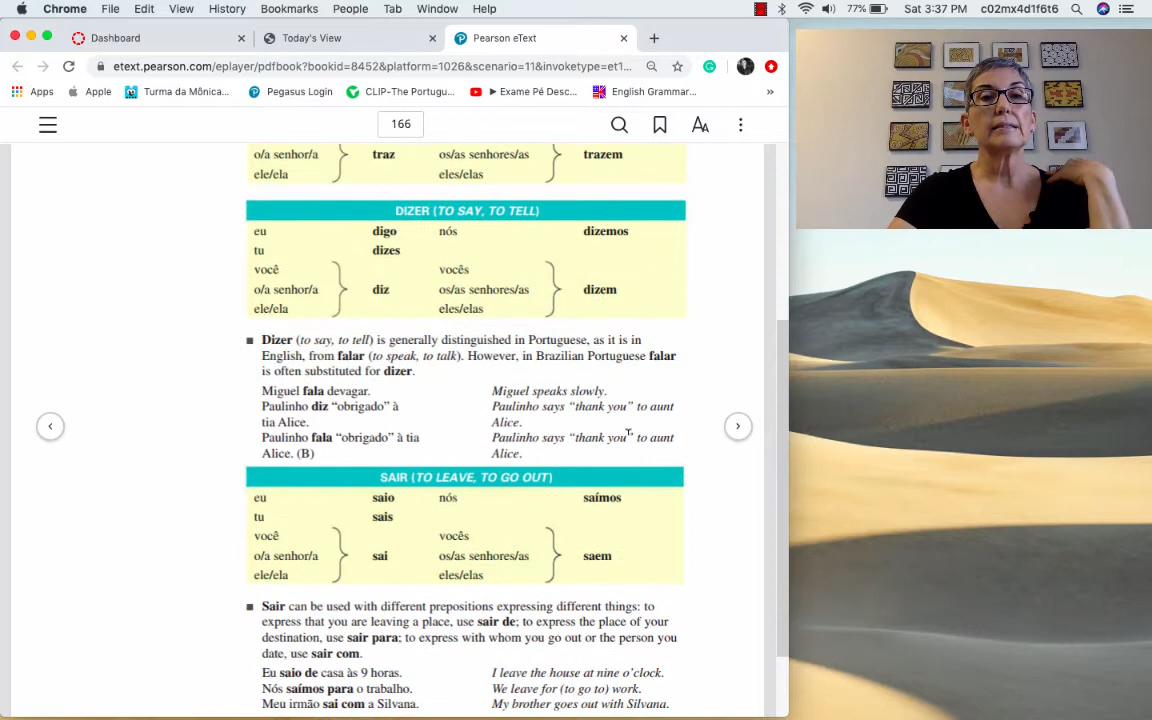 Chrome File Edit View History Bookmarks People Tab Window Help 77% Sat 3:37 PM c02mx4d1f6t6
Dashboard Today's View Pearson eText
etext.pearson.com/eplayer/pdfbook?bookid=8452&platform=1026&scenario=11&invoketype=et1...
Apps Apple Turma da Mônica... Pegasus Login CLIP-The Portugu... ▶ Exame Pé Desc... English Grammar... »
166
o/a senhor/a traz os/as senhores/as trazem
ele/ela eles/elas
DIZER (TO SAY, TO TELL)
eu digo nós dizemos
tu dizes
você vocês
o/a senhor/a diz os/as senhores/as dizem
ele/ela eles/elas
■ Dizer (to say, to tell) is generally distinguished in Portuguese, as it is in
English, from falar (to speak, to talk). However, in Brazilian Portuguese falar
is often substituted for dizer.
Miguel fala devagar. Miguel speaks slowly.
Paulinho diz “obrigado” à Paulinho says “thank you” to aunt
tia Alice. Alice.
Paulinho fala “obrigado” à tia Paulinho says “thank you” to aunt
Alice. (B) Alice.
SAIR (TO LEAVE, TO GO OUT)
eu saio nós saímos
tu sais
você vocês
o/a senhor/a sai os/as senhores/as saem
ele/ela eles/elas
■ Sair can be used with different prepositions expressing different things: to
express that you are leaving a place, use sair de; to express the place of your
destination, use sair para; to express with whom you go out or the person you
date, use sair com.
Eu saio de casa às 9 horas. I leave the house at nine o’clock.
Nós saímos para o trabalho. We leave for (to go to) work.
Meu irmão sai com a Silvana. My brother goes out with Silvana.